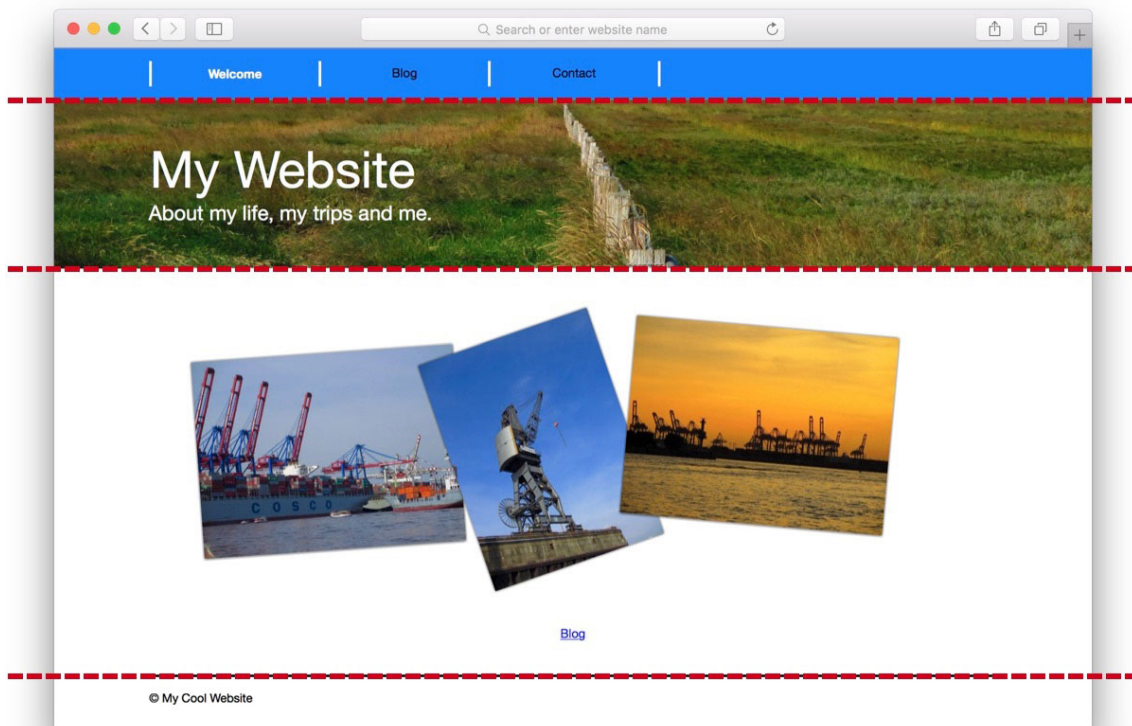 Search or enter website name
Welcome
Blog
Contact
My Website
About my life, my trips and me.
COSCO
Blog
© My Cool Website